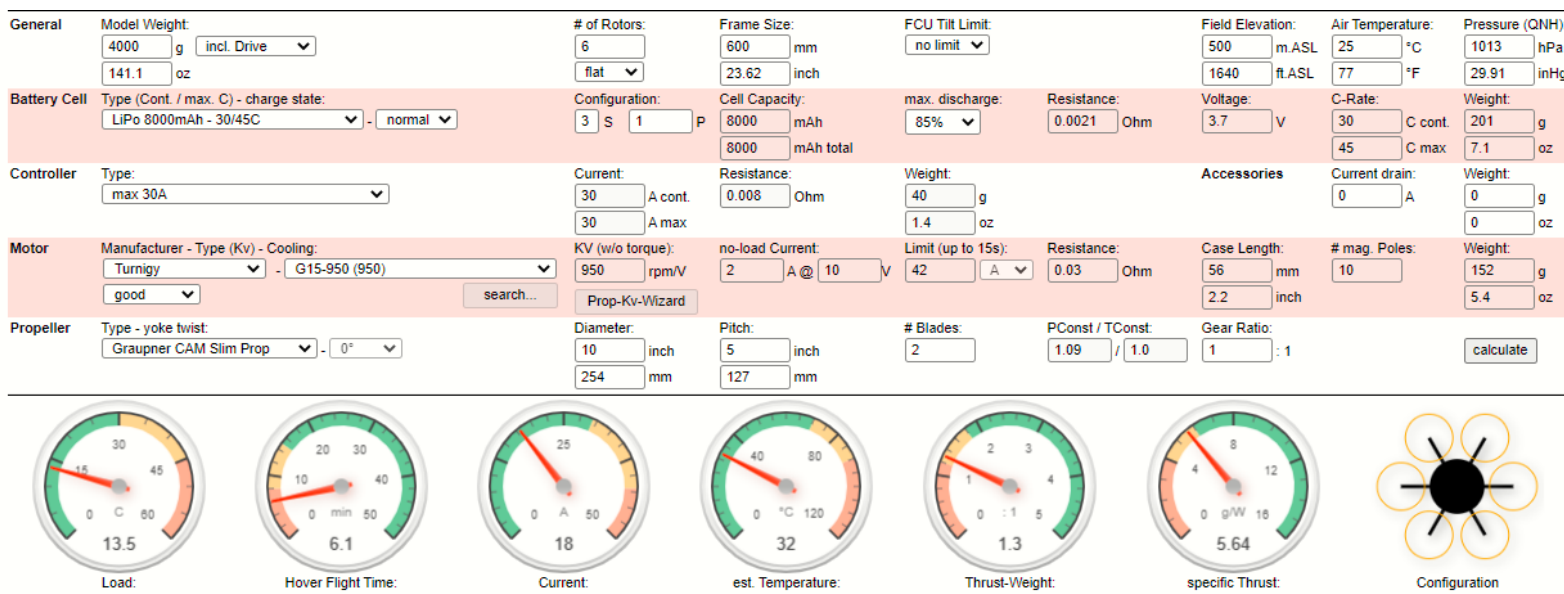 General Model Weight: # of Rotors: Frame Size: FCU Tilt Limit: Field Elevation: Air Temperature: Pressure (QNH)
4000 g incl. Drive 6 600 mm no limit 500 m.ASL 25 °C 1013 hPa
141.1 oz flat 23.62 inch 1640 ft.ASL 77 °F 29.91 inHg
Battery Cell Type (Cont. / max. C) - charge state: Configuration: Cell Capacity: max. discharge: Resistance: Voltage: C-Rate: Weight:
LiPo 8000mAh - 30/45C - normal 3 S 1 P 8000 mAh 85% 0.0021 Ohm 3.7 V 30 C cont. 201 g
8000 mAh total 45 C max 7.1 oz
Controller Type: Current: Resistance: Weight: Accessories Current drain: Weight:
max 30A 30 A cont. 0.008 Ohm 40 g 0 A 0 g
30 A max 1.4 oz 0 oz
Motor Manufacturer - Type (Kv) - Cooling: KV (w/o torque): no-load Current: Limit (up to 15s): Resistance: Case Length: # mag. Poles: Weight:
Turnigy - G15-950 (950) 950 rpm/V 2 A @ 10 V 42 A 0.03 Ohm 56 mm 10 152 g
good search... Prop-Kv-Wizard 2.2 inch 5.4 oz
Propeller Type - yoke twist: Diameter: Pitch: # Blades: PConst / TConst: Gear Ratio:
Graupner CAM Slim Prop - 0° 10 inch 5 inch 2 1.09 / 1.0 1 : 1 calculate
254 mm 127 mm
30 20 30 25 40 80 2 3 8
15 45 10 40 1 4 4 12
0 C 60 0 min 50 0 A 50 0 °C 120 0 : 1 5 0 g/W 16
13.5 6.1 18 32 1.3 5.64
Load: Hover Flight Time: Current: est. Temperature: Thrust-Weight: specific Thrust: Configuration